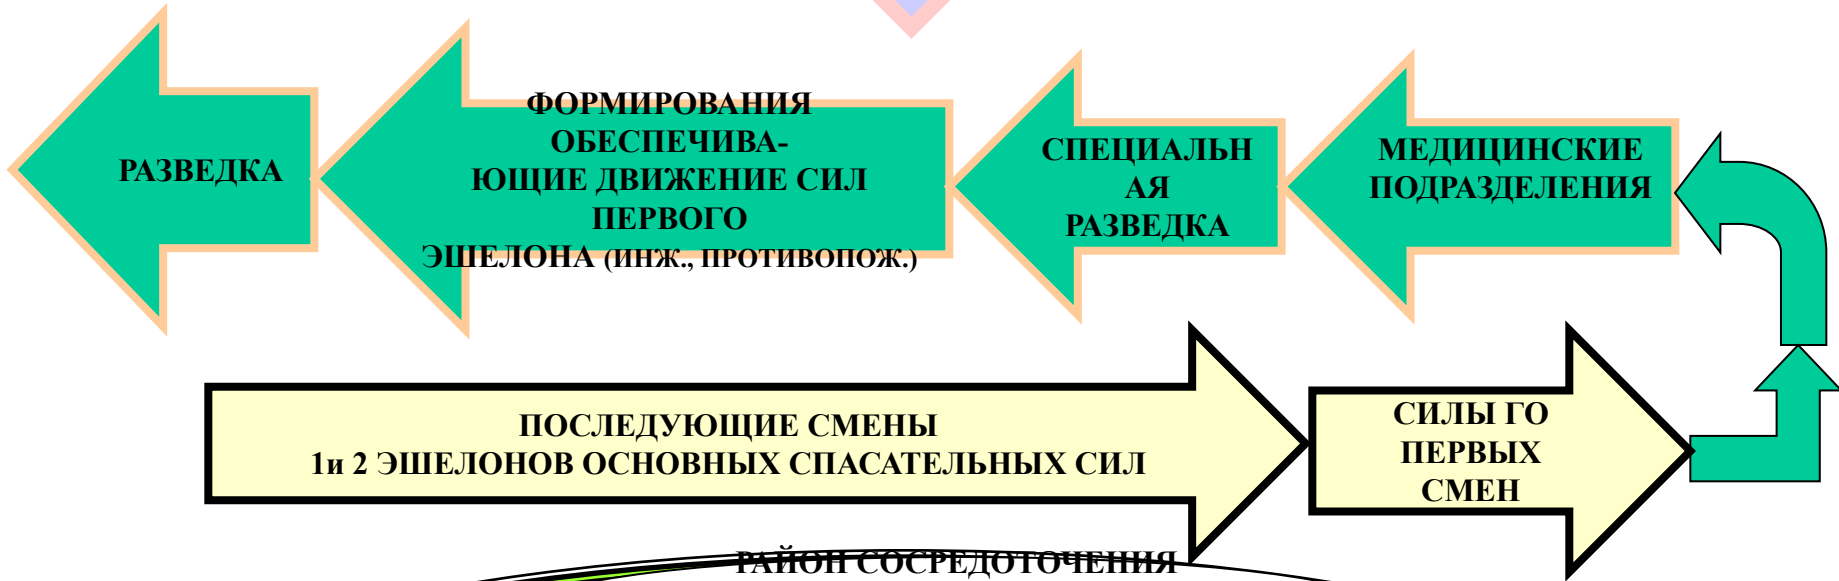 РАЗВЕДКА
ФОРМИРОВАНИЯ
ОБЕСПЕЧИВА-
ЮЩИЕ ДВИЖЕНИЕ СИЛ
ПЕРВОГО
ЭШЕЛОНА (ИНЖ., ПРОТИВОПОЖ.)
СПЕЦИАЛЬН
АЯ
РАЗВЕДКА
МЕДИЦИНСКИЕ
ПОДРАЗДЕЛЕНИЯ
ПОСЛЕДУЮЩИЕ СМЕНЫ
1и 2 ЭШЕЛОНОВ ОСНОВНЫХ СПАСАТЕЛЬНЫХ СИЛ
СИЛЫ ГО
ПЕРВЫХ
СМЕН
РАЙОН СОСРЕДОТОЧЕНИЯ